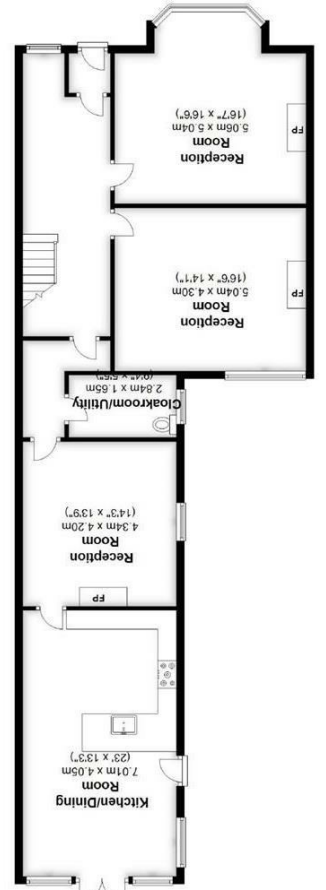 Kitchen/Dining
Room
7.01m x 4.05m
(23' x 13'3")
FP
Reception
Room
4.34m x 4.20m
(14'3" x 13'9")
Cloakroom/Utility
2.84m x 1.65m
Reception
Room
5.04m x 4.30m
(16'6" x 14'1")
FP
Reception
Room
5.06m x 5.04m
(16'7" x 16'6")
FP